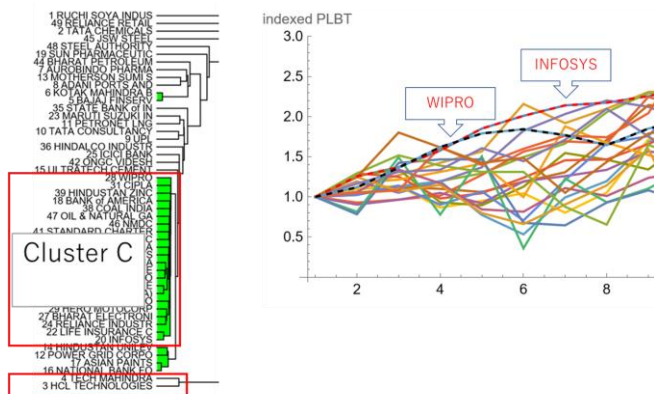 1 RUCHI SOYA INDUS
49 RELIANCE RETAIL
2 TATA CHEMICALS
45 JSW STEEL
48 STEEL AUTHORITY
19 SUN PHARMACEUTIC
44 BHARAT PETROLEUM
7 AUROBINDO PHARMA
13 MOTHERSON SUMI S
8 ADANI PORTS AND
6 KOTAK MAHINDRA B
5 BAJAJ FINSERV
35 STATE BANK of IN
23 MARUTI SUZUKI IN
11 PETRONET LNG
10 TATA CONSULTANCY
9 UPL
36 HINDALCO INDUSTR
25 ICICI BANK
42 ONGC VIDESH
15 ULTRATECH CEMENT
28 WIPRO
31 CIPLA
39 HINDUSTAN ZINC
18 BANK of AMERICA
38 COAL INDIA
47 OIL & NATURAL GA
46 NMDC
41 STANDARD CHARTER
Cluster C
29 HERO MOTOCORP
27 BHARAT ELECTRONI
24 RELIANCE INDUSTR
22 LIFE INSURANCE C
20 INFOSYS
14 HINDUSTAN UNILEV
12 POWER GRID CORPO
17 ASIAN PAINTS
16 NATIONAL BANK FO
4 TECH MAHINDRA
3 HCL TECHNOLOGIES
indexed PLBT
3.0
2.5
2.0
1.5
1.0
0.5
INFOSYS
WIPRO
2
4
6
8